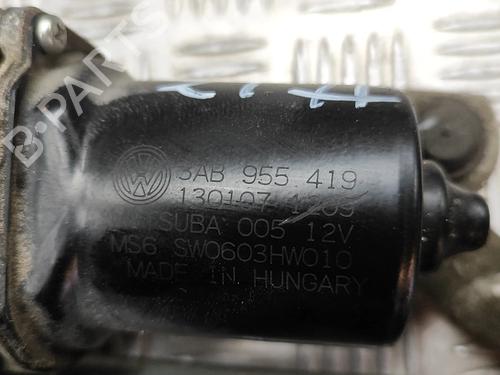 B-PARTS
3AB 955 419
SUBA 005 12V
MS6 SW0603HW010
MADE IN HUNGARY